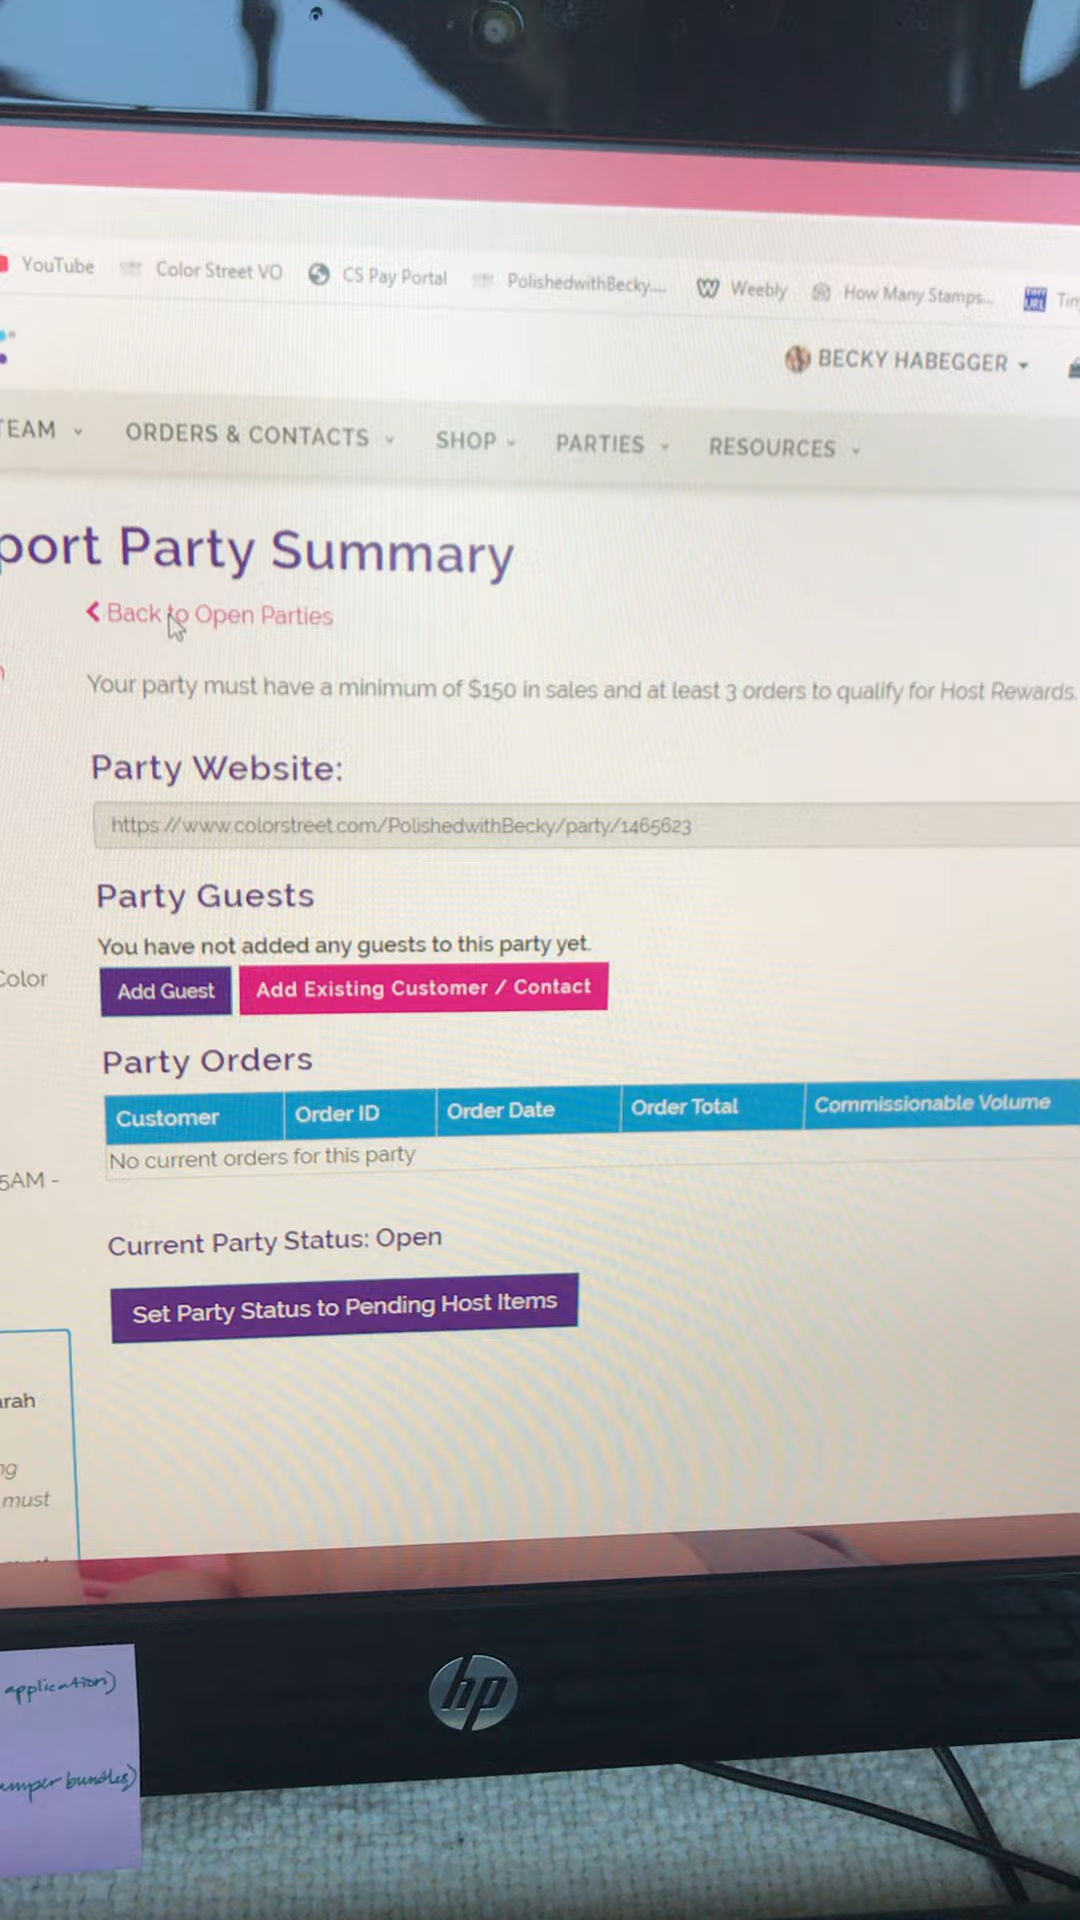 YouTube Color Street VO CS Pay Portal PolishedwithBecky.... Weebly How Many Stamps... TINY URL
BECKY HABEGGER
TEAM ORDERS & CONTACTS SHOP PARTIES RESOURCES
port Party Summary
Back to Open Parties
Your party must have a minimum of $150 in sales and at least 3 orders to qualify for Host Rewards.
Party Website:
https://www.colorstreet.com/PolishedwithBecky/party/1465623
Party Guests
You have not added any guests to this party yet.
Color
Add Guest Add Existing Customer / Contact
Party Orders
Customer Order ID Order Date Order Total Commissionable Volume
No current orders for this party
5AM -
Current Party Status: Open
Set Party Status to Pending Host Items
arah
ng
must
hp
application)
bundles)